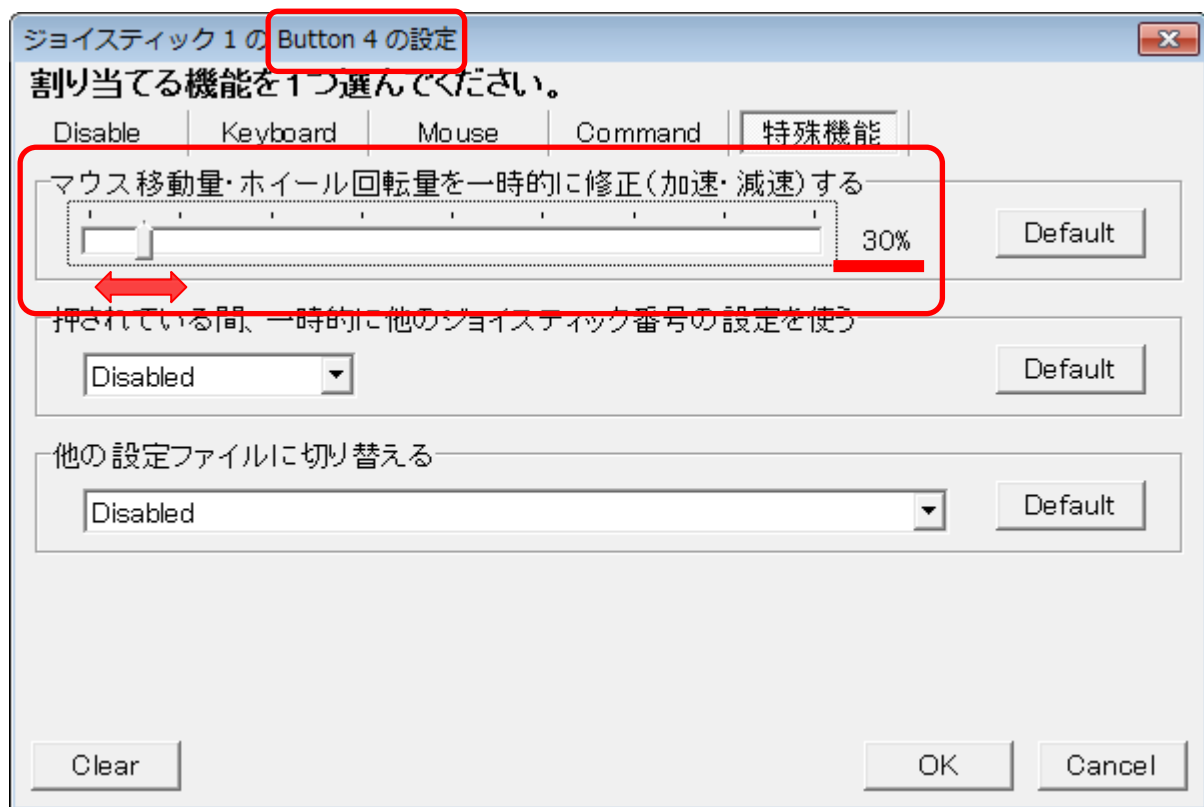 ジョイスティック 1 の Button 4 の設定
割り当てる機能を1つ選んでください。
Disable Keyboard Mouse Command 特殊機能
マウス移動量・ホイール回転量を一時的に修正(加速・減速)する
30% Default
押されている間、一時的に他のジョイスティック番号の設定を使う
Disabled Default
他の設定ファイルに切り替える
Disabled Default
Clear OK Cancel